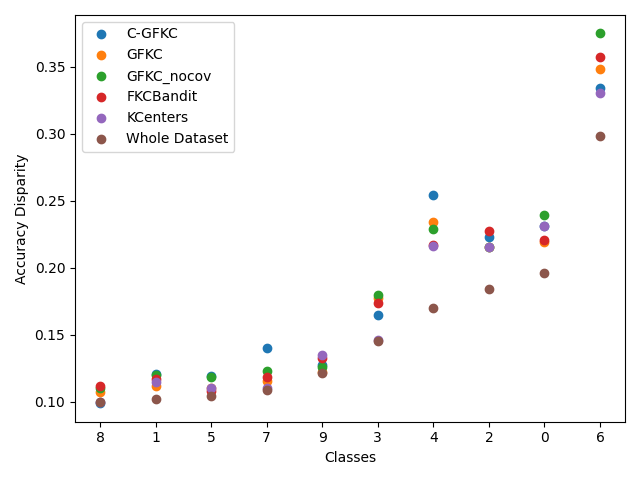 C-GFKC
GFKC
GFKC_nocov
FKCBandit
KCenters
Whole Dataset
Accuracy Disparity
0.35
0.30
0.25
0.20
0.15
0.10
8 1 5 7 9 3 4 2 0 6
Classes